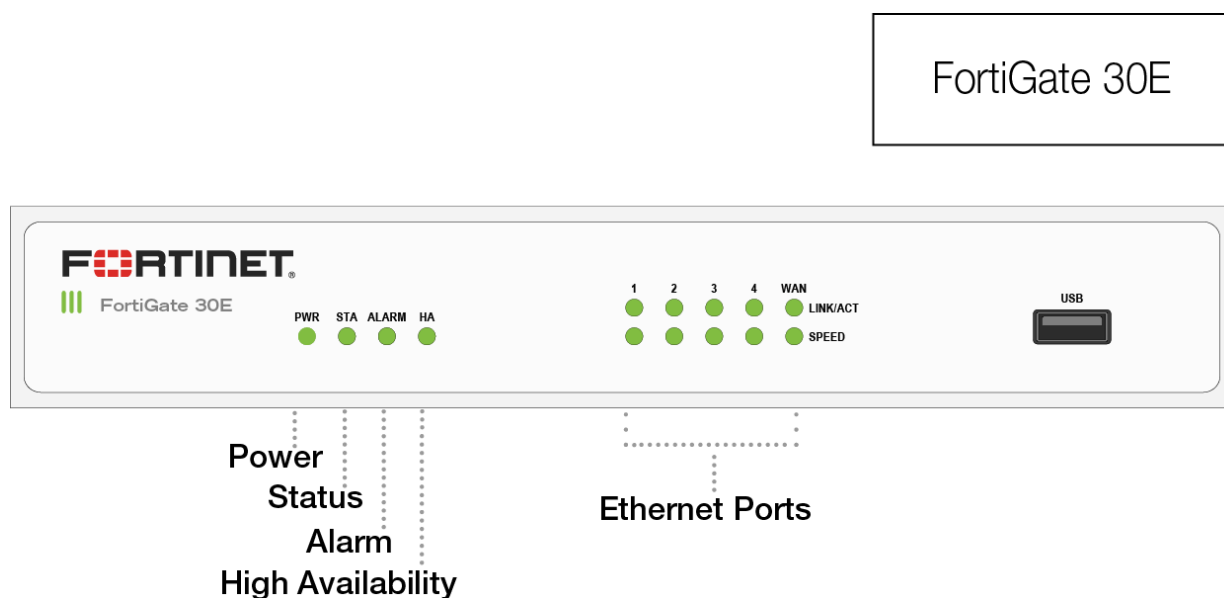 FortiGate 30E
FORTINET®
FortiGate 30E
PWR STA ALARM HA
1 2 3 4 WAN
LINK/ACT
SPEED
USB
Power
Status
Alarm
High Availability
Ethernet Ports